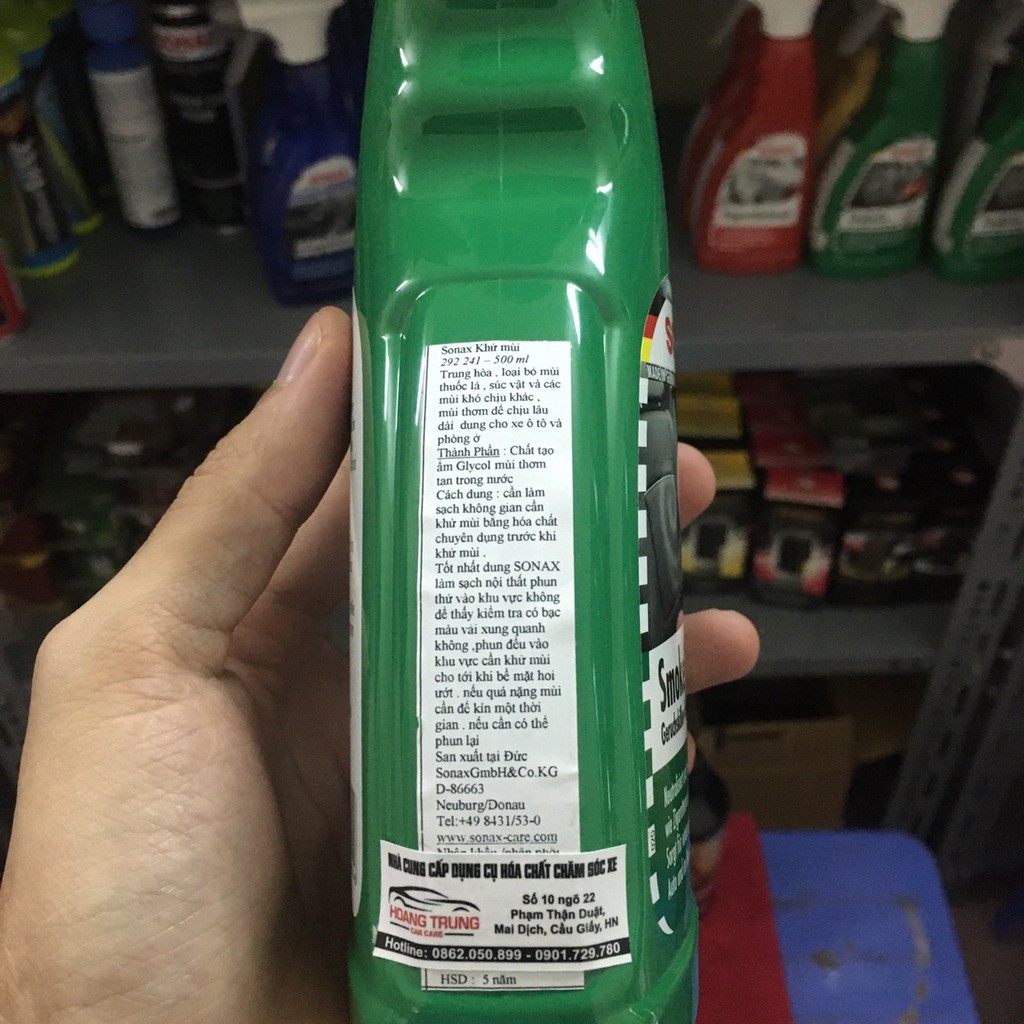 Sonax Khử mùi
292 241 – 500 ml
Trung hòa , loại bỏ mùi
thuốc lá , súc vật và các
mùi khó chịu khác ,
mùi thơm dể chịu lâu
dài dung cho xe ô tô và
phòng ở
Thành Phần : Chất tạo
ẩm Glycol mùi thơm
tan trong nước
Cách dung : cần làm
sạch không gian cần
khử mùi bằng hóa chất
chuyên dụng trước khi
khử mùi .
Tốt nhất dung SONAX
làm sạch nội thất phun
thử vào khu vực không
dể thấy kiểm tra có bạc
màu vải xung quanh
không ,phun đều vào
khu vực cần khử mùi
cho tới khi bề mặt hoi
ướt . nếu quá nặng mùi
cần để kín một thời
gian . nếu cần có thể
phun lại
San xuất tại Đức
SonaxGmbH&Co.KG
D-86663
Neuburg/Donau
Tel:+49 8431/53-0
www.sonax-care.com
NHÀ CUNG CẤP DỤNG CỤ HÓA CHẤT CHĂM SÓC XE
HOANG TRUNG
CAR CARE
Số 10 ngõ 22
Phạm Thận Duật,
Mai Dịch, Cầu Giấy, HN
Hotline: 0862.050.899 - 0901.729.780
HSD : 5 năm